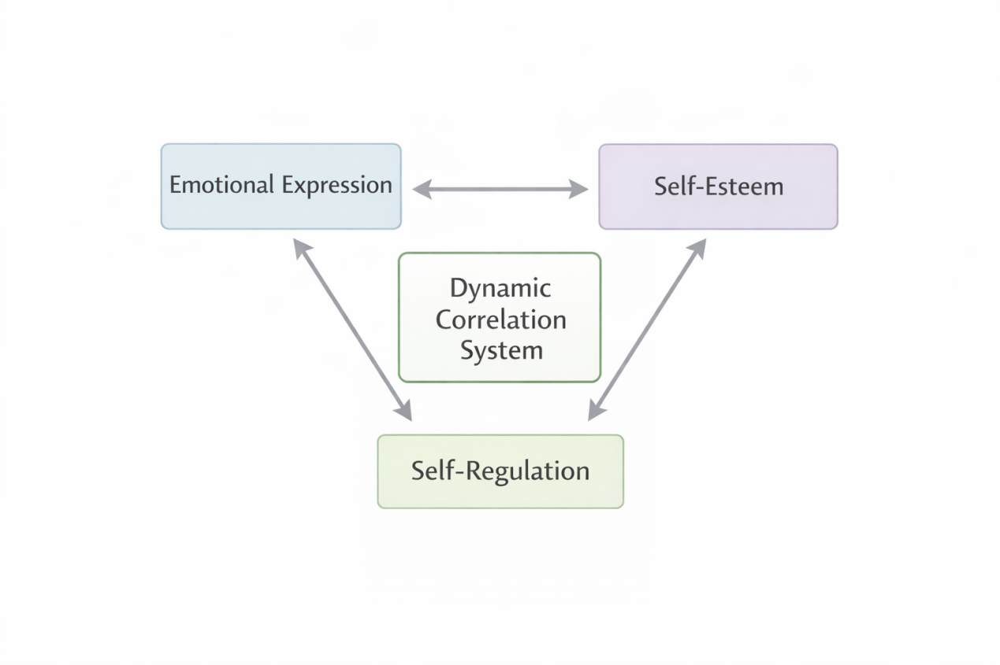 Emotional Expression
Self-Esteem
Dynamic
Correlation
System
Self-Regulation